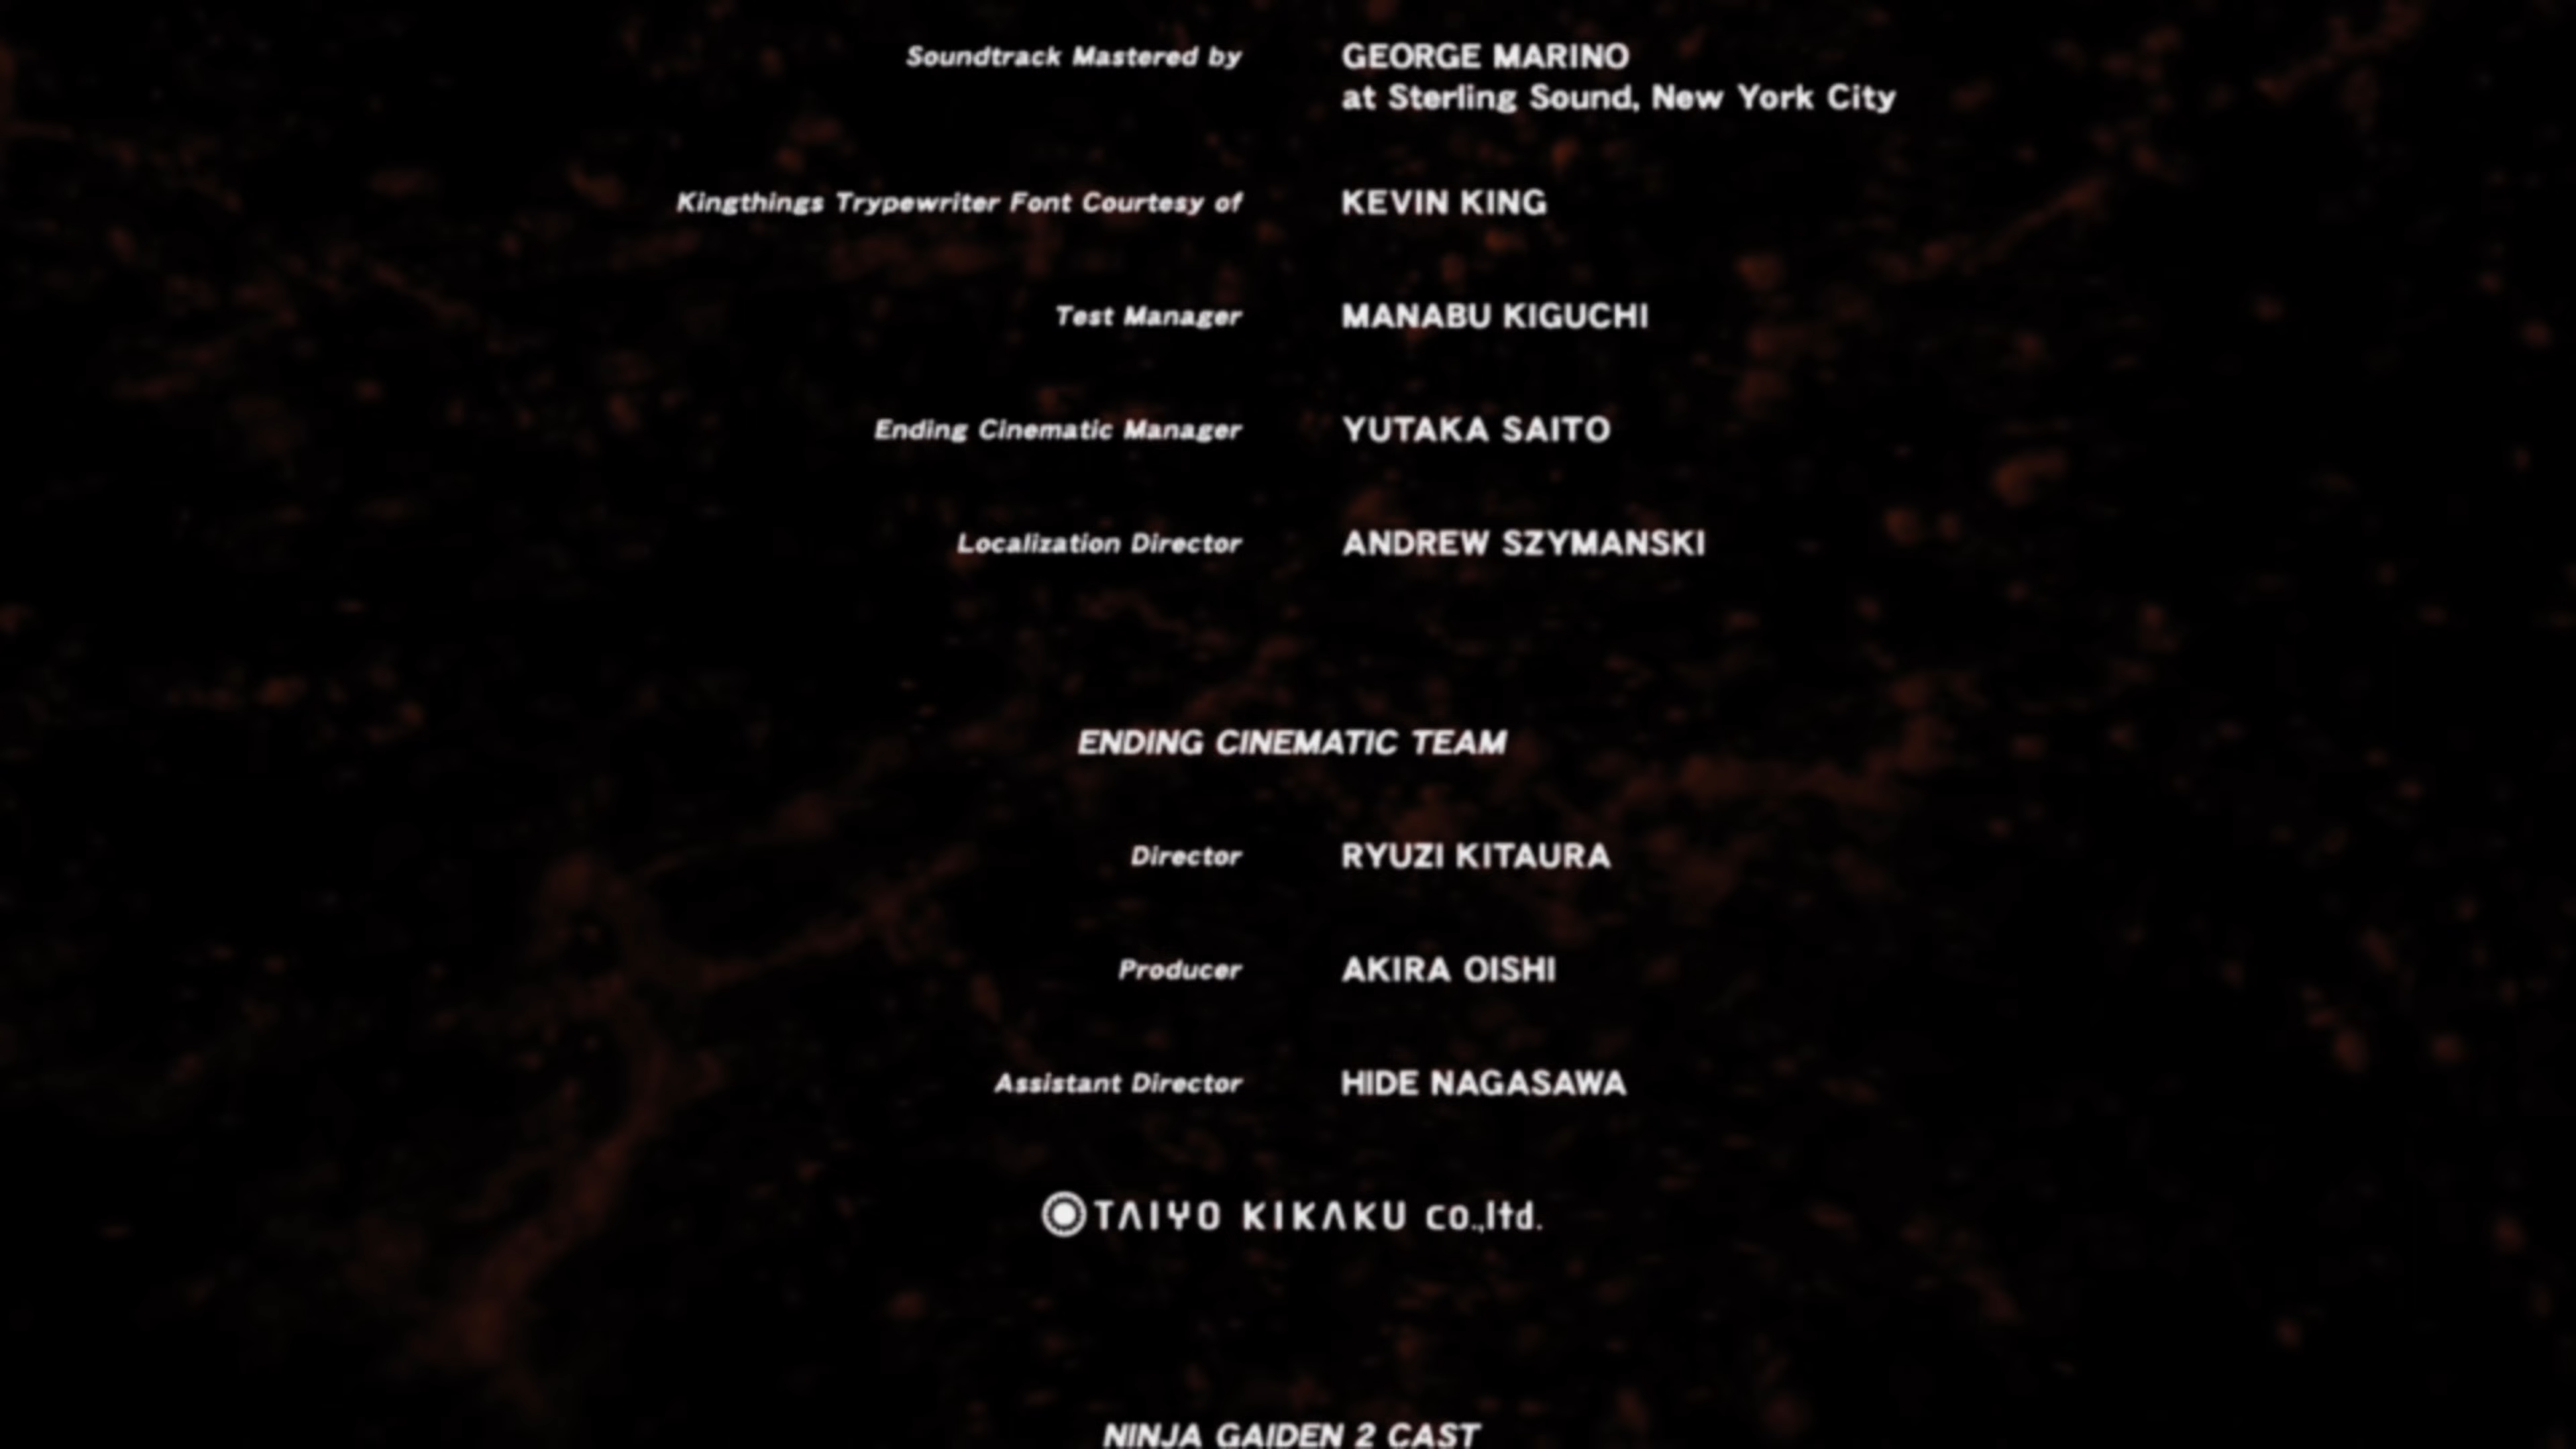 Soundtrack Mastered by GEORGE MARINO
at Sterling Sound, New York City
Kingthings Trypewriter Font Courtesy of KEVIN KING
Test Manager MANABU KIGUCHI
Ending Cinematic Manager YUTAKA SAITO
Localization Director ANDREW SZYMANSKI
ENDING CINEMATIC TEAM
Director RYUZI KITAURA
Producer AKIRA OISHI
Assistant Director HIDE NAGASAWA
TAIYO KIKAKU co.,ltd.
NINJA GAIDEN 2 CAST